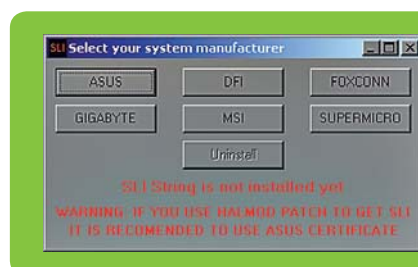 SLI Select your system manufacturer
ASUS DFI FOXCONN
GIGABYTE MSI SUPERMICRO
Uninstall
SLI String is not installed yet
WARNING: IF YOU USE HALMOD PATCH TO GET SLI
IT IS RECOMENDED TO USE ASUS CERTIFICATE